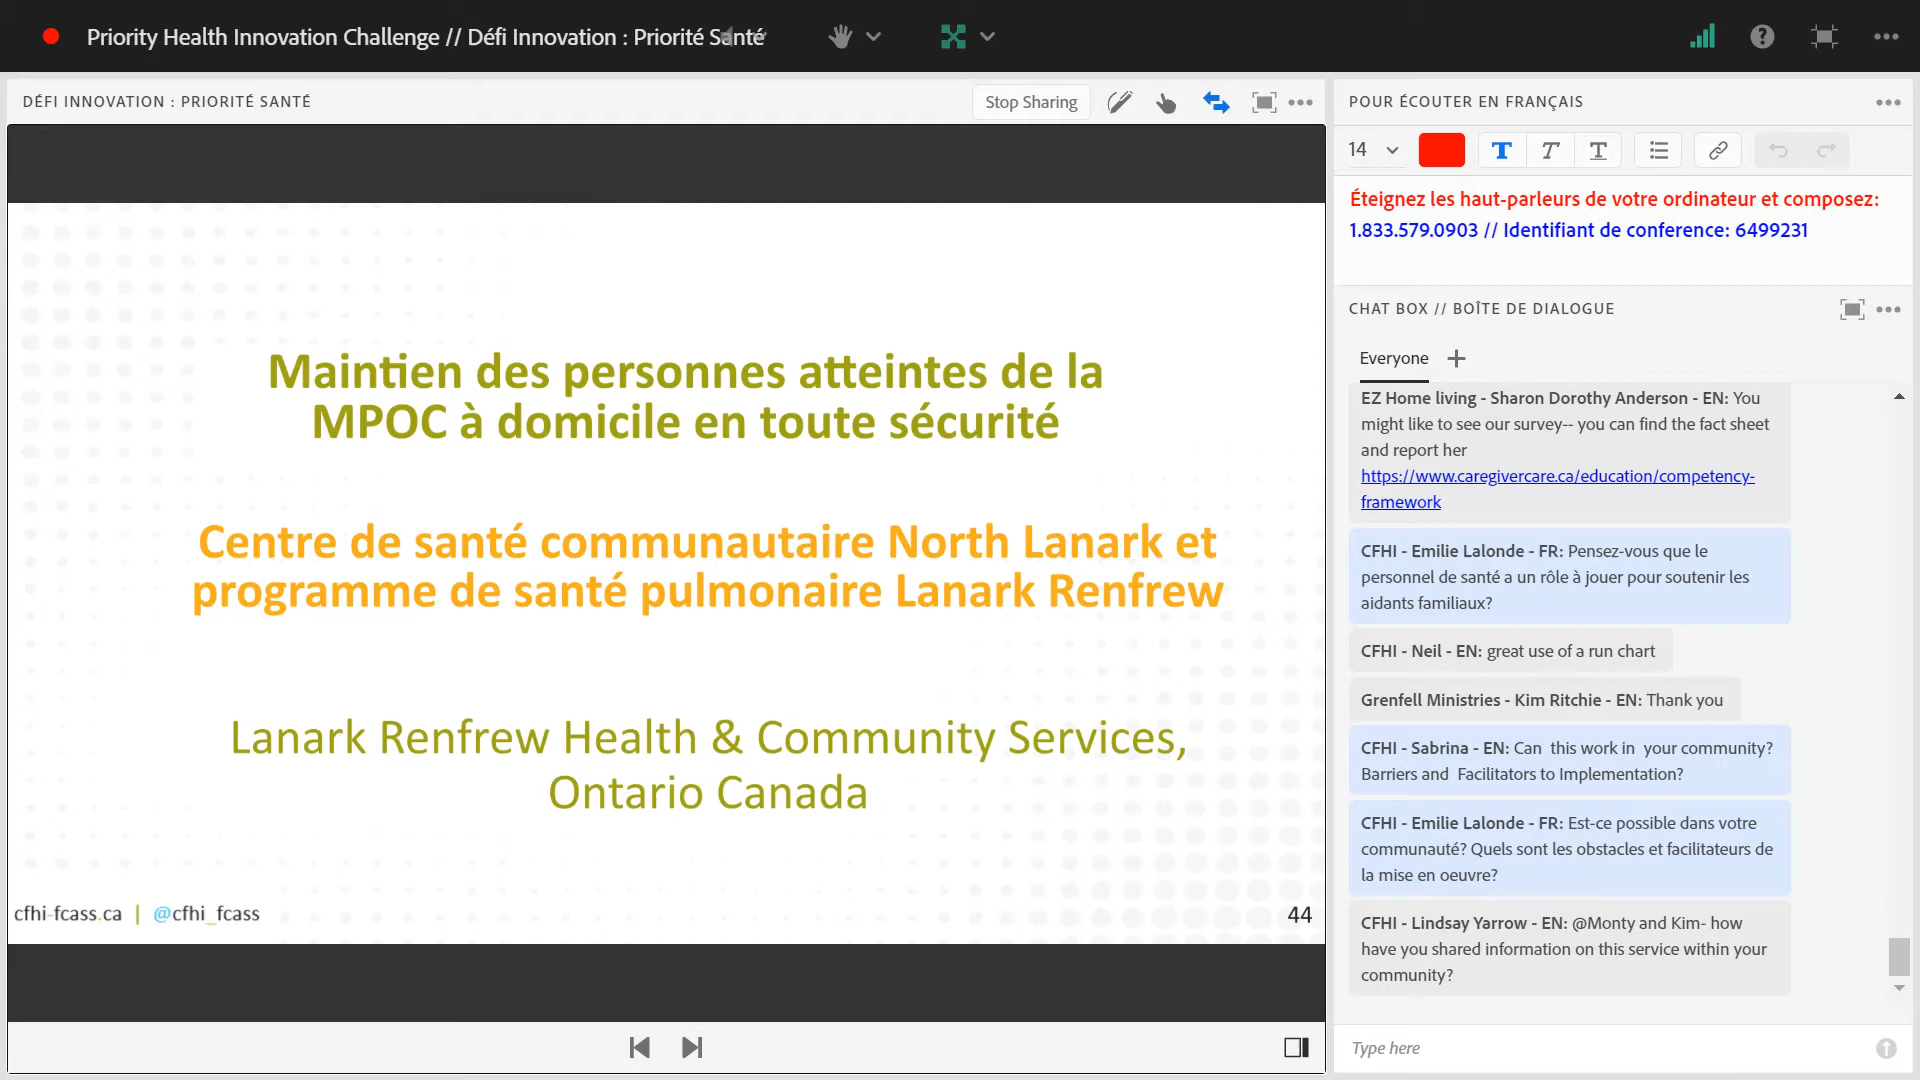 Priority Health Innovation Challenge // Défi Innovation : Priorité Santé
DÉFI INNOVATION : PRIORITÉ SANTÉ
Stop Sharing
Maintien des personnes atteintes de la
MPOC à domicile en toute sécurité
Centre de santé communautaire North Lanark et
programme de santé pulmonaire Lanark Renfrew
Lanark Renfrew Health & Community Services,
Ontario Canada
cfhi-fcass.ca | @cfhi_fcass
44
POUR ÉCOUTER EN FRANÇAIS
14
Éteignez les haut-parleurs de votre ordinateur et composez:
1.833.579.0903 // Identifiant de conference: 6499231
CHAT BOX // BOÎTE DE DIALOGUE
Everyone
EZ Home living - Sharon Dorothy Anderson - EN: You
might like to see our survey-- you can find the fact sheet
and report her
https://www.caregivercare.ca/education/competency-
framework
CFHI - Emilie Lalonde - FR: Pensez-vous que le
personnel de santé a un rôle à jouer pour soutenir les
aidants familiaux?
CFHI - Neil - EN: great use of a run chart
Grenfell Ministries - Kim Ritchie - EN: Thank you
CFHI - Sabrina - EN: Can this work in your community?
Barriers and Facilitators to Implementation?
CFHI - Emilie Lalonde - FR: Est-ce possible dans votre
communauté? Quels sont les obstacles et facilitateurs de
la mise en oeuvre?
CFHI - Lindsay Yarrow - EN: @Monty and Kim- how
have you shared information on this service within your
community?
Type here